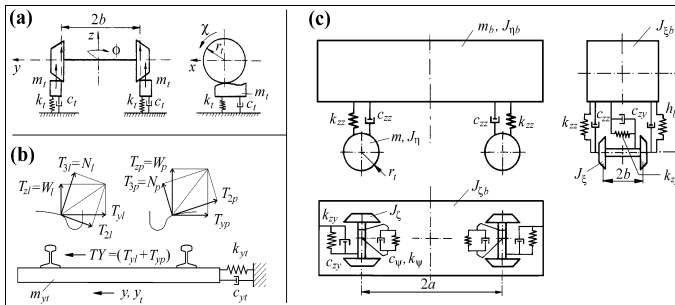 (a)
2b
z
ϕ
y
m_t
m_t
k_t
c_t
k_t
c_t
χ
r_t
x
m_t
k_t
c_t
(b)
T_3l=N_l
T_zl=W_l
T_yl
T_2l
T_zp=W_p
T_3p=N_p
T_2p
T_yp
TY=(T_yl+T_yp)
k_yt
c_yt
m_yt
y, y_t
(c)
m_b, J_ηb
k_zz
c_zz
c_zz
k_zz
m, J_η
r_t
J_ξb
k_zz
c_zz
c_zy
J_ξ
2b
J_ζb
J_ζ
k_zy
c_zy
c_ψ, k_ψ
2a